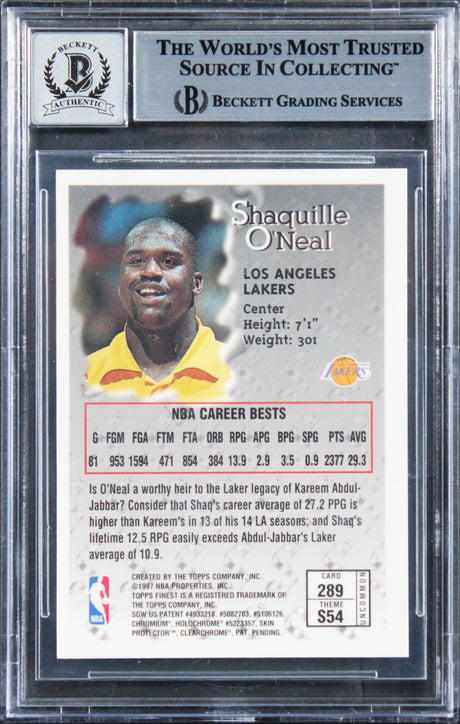 BECKETT
B
AUTHENTIC
THE WORLD'S MOST TRUSTED
SOURCE IN COLLECTING™
B BECKETT GRADING SERVICES
Shaquille
O'Neal
LOS ANGELES
LAKERS
Center
Height: 7'1"
Weight: 301
LAKERS
NBA CAREER BESTS
G FGM FGA FTM FTA ORB RPG APG BPG SPG PTS AVG
81 953 1594 471 854 384 13.9 2.9 3.5 0.9 2377 29.3
Is O'Neal a worthy heir to the Laker legacy of Kareem Abdul-
Jabbar? Consider that Shaq's career average of 27.2 PPG is
higher than Kareem's in 13 of his 14 LA seasons; and Shaq's
lifetime 12.5 RPG easily exceeds Abdul-Jabbar's Laker
average of 10.9.
NBA
CREATED BY THE TOPPS COMPANY, INC.
©1997 NBA PROPERTIES, INC.
TOPPS FINEST IS A REGISTERED TRADEMARK OF
THE TOPPS COMPANY, INC.
SGW US PATENT #4933218, #5082703, #5106126,
CHROMIUM®, HOLOCHROME® #5223357, SKIN
PROTECTOR™, CLEARCHROME®, PAT. PENDING.
CARD
289
THEME
S54
UNCOMMON